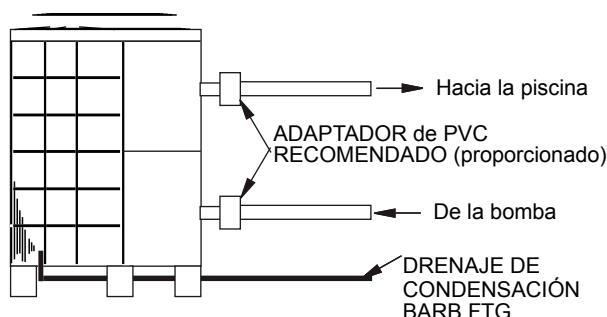 Hacia la piscina
ADAPTADOR de PVC
RECOMENDADO (proporcionado)
De la bomba
DRENAJE DE
CONDENSACIÓN
BARB FTG